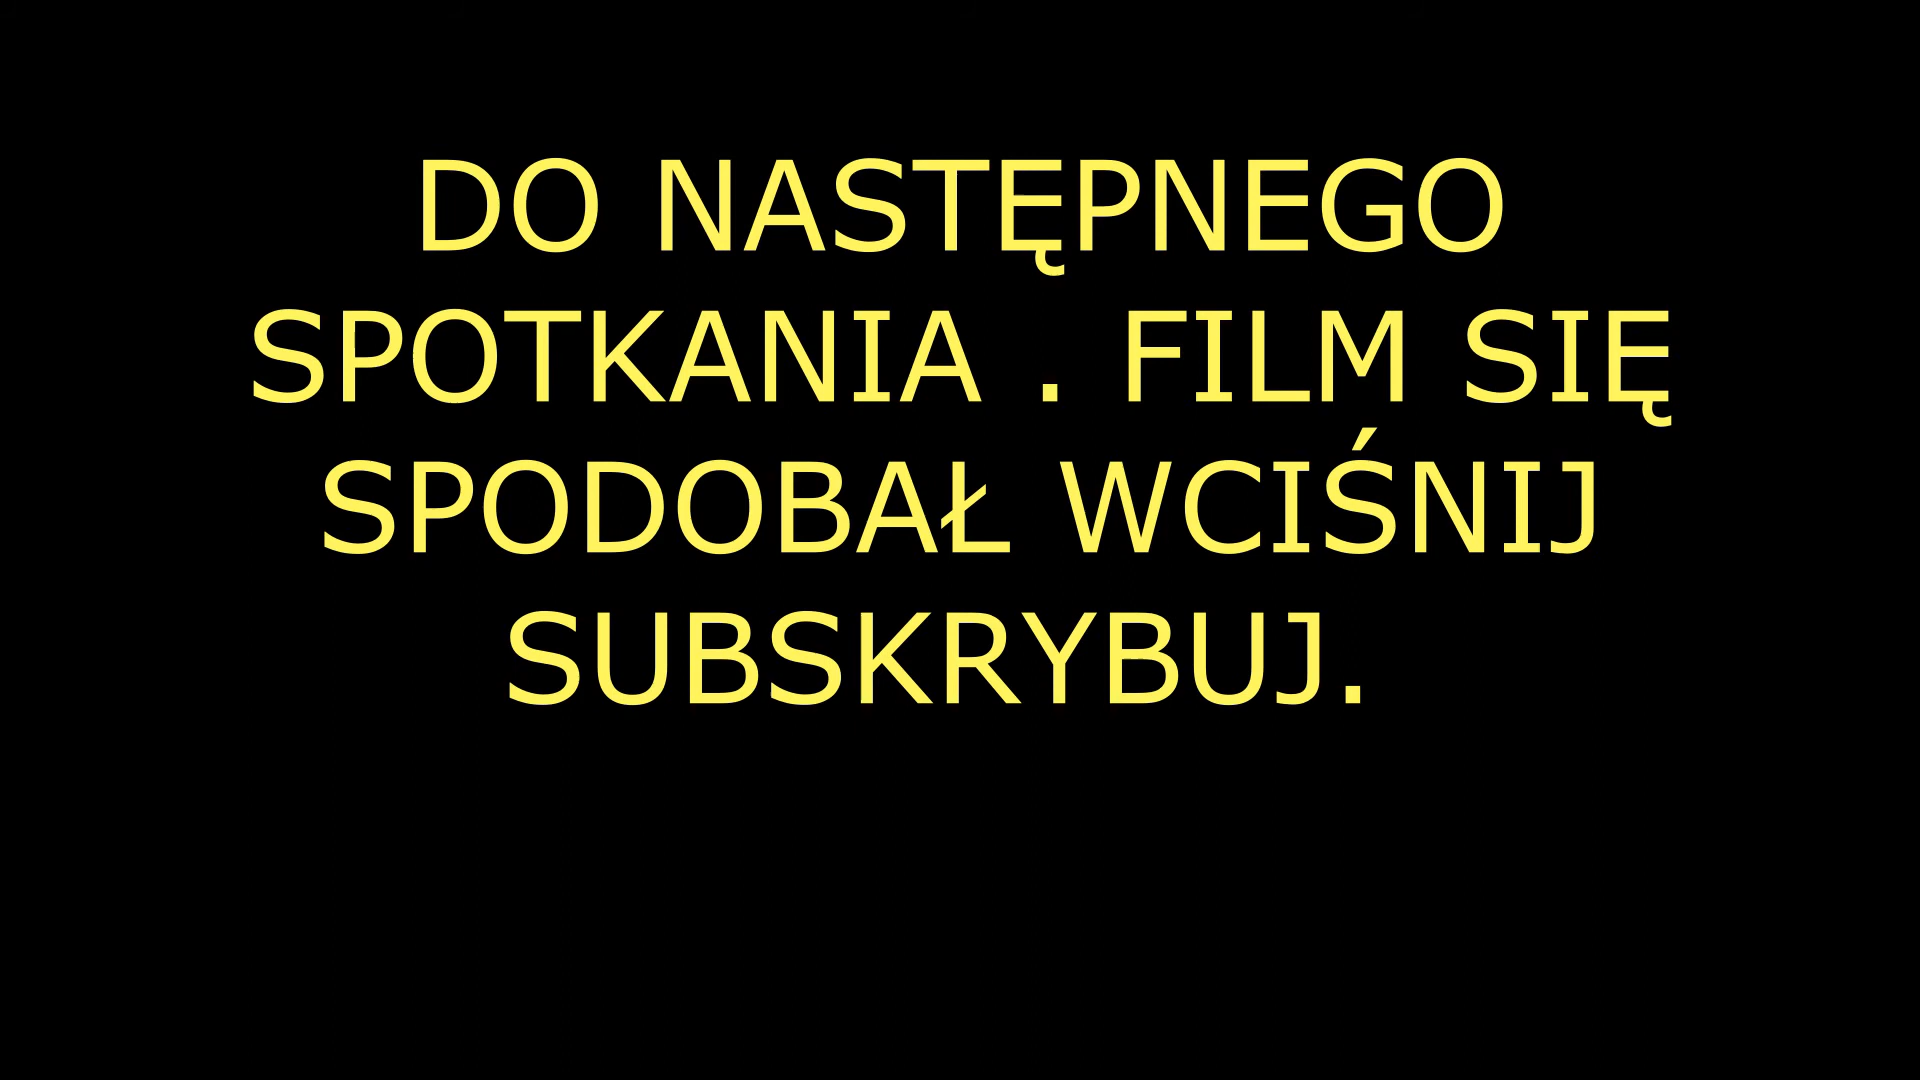 DO NASTĘPNEGO
SPOTKANIA . FILM SIĘ
SPODOBAŁ WCIŚNIJ
SUBSKRYBUJ.